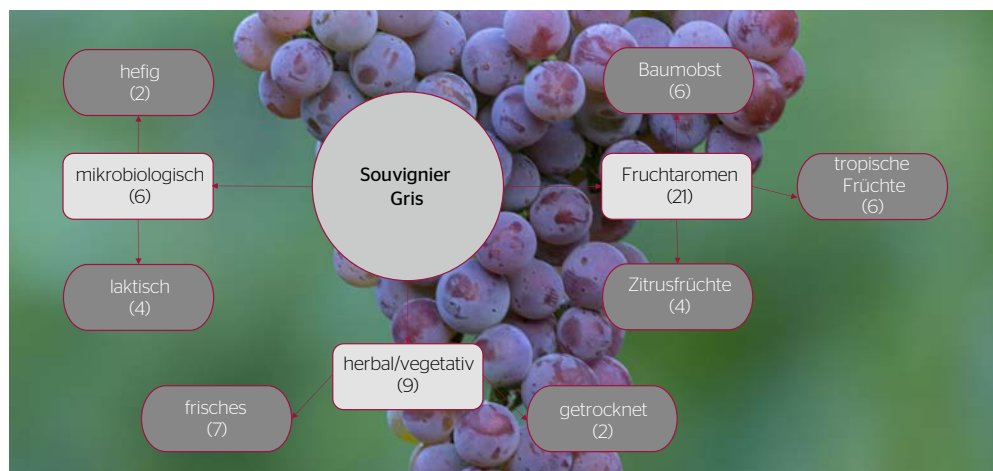 hefig
(2)
mikrobiologisch
(6)
laktisch
(4)
Souvignier
Gris
Baumobst
(6)
Fruchtaromen
(21)
tropische
Früchte
(6)
Zitrusfrüchte
(4)
herbal/vegetativ
(9)
frisches
(7)
getrocknet
(2)